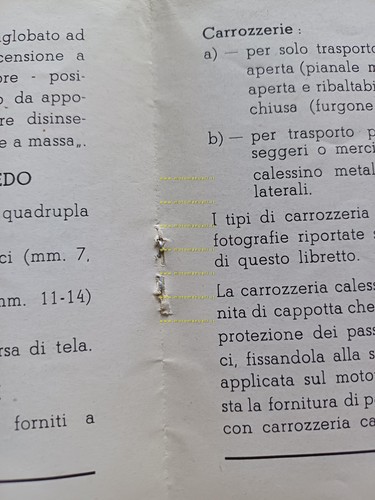 globato ad
censione a
re - posi-
da appo-
re disinse-
e a massa„.
EDO
quadrupla
ci (mm. 7,
nm. 11-14)
rsa di tela.
forniti a
Carrozzerie :
a) — per solo trasporto
aperta (pianale m
aperta e ribaltabi
chiusa (furgone
b) — per trasporto p
seggeri o merci
calessino metal
laterali.
I tipi di carrozzeria
fotografie riportate s
di questo libretto.
La carrozzeria caless
nita di cappotta che
protezione dei pass
ci, fissandola alla s
applicata sul moto
sta la fornitura di p
con carrozzeria ca